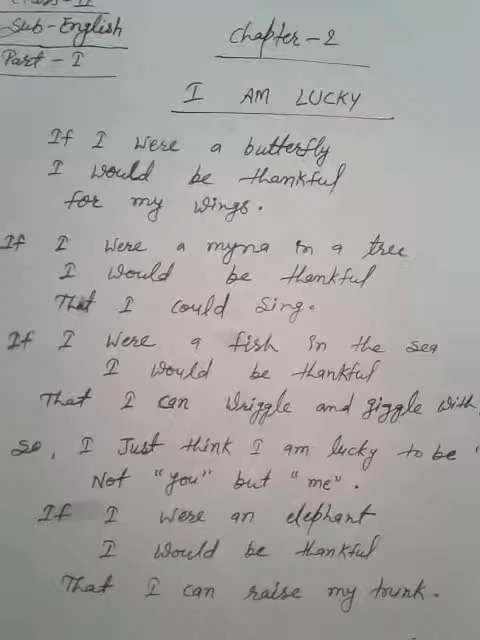 Class-II
Sub-English
Part-I
Chapter-2
I AM LUCKY
If I were a butterfly
I would be thankful
for my wings.
If I were a myna in a tree
I would be thankful
That I could sing.
If I were a fish in the sea
I would be thankful
That I can wriggle and giggle with
So, I Just think I am lucky to be "
Not "you" but "me".
If I were an elephant
I would be thankful
That I can raise my trunk.